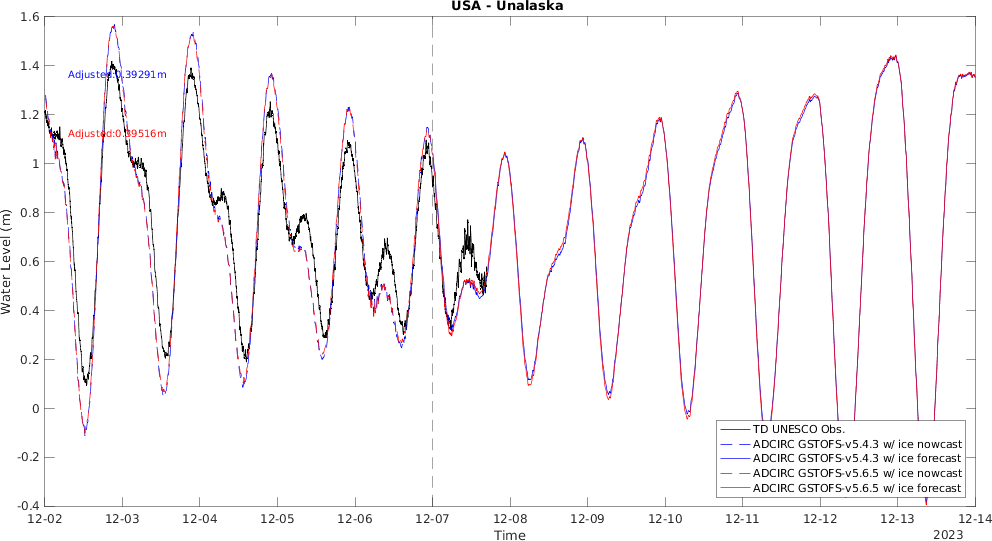 USA - Unalaska
1.6
1.4
1.2
1
0.8
0.6
0.4
0.2
0
-0.2
-0.4
Water Level (m)
Adjusted:0.39291m
Adjusted:0.39516m
TD UNESCO Obs.
ADCIRC GSTOFS-v5.4.3 w/ ice nowcast
ADCIRC GSTOFS-v5.4.3 w/ ice forecast
ADCIRC GSTOFS-v5.6.5 w/ ice nowcast
ADCIRC GSTOFS-v5.6.5 w/ ice forecast
12-02 12-03 12-04 12-05 12-06 12-07 12-08 12-09 12-10 12-11 12-12 12-13 12-14
Time
2023